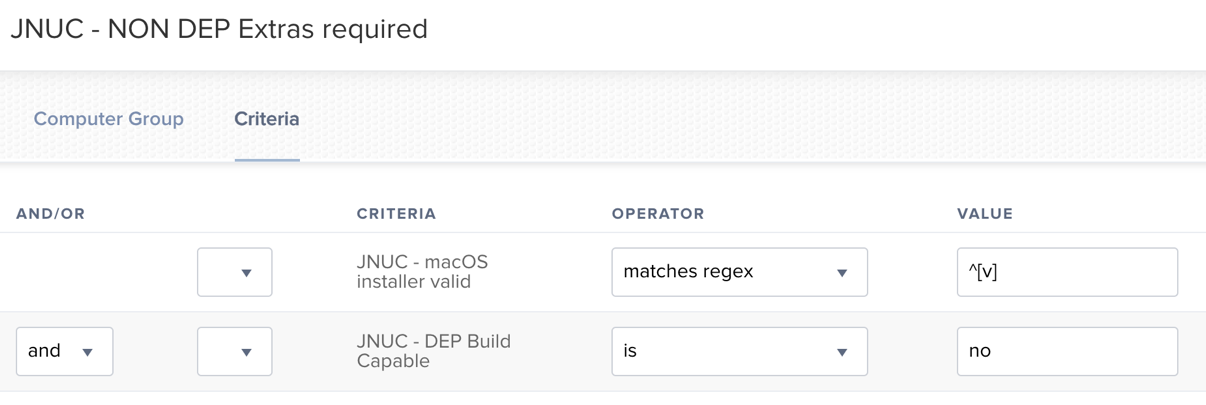 JNUC - NON DEP Extras required
Computer Group Criteria
AND/OR CRITERIA OPERATOR VALUE
JNUC - macOS
installer valid
matches regex
^[v]
and
JNUC - DEP Build
Capable
is
no